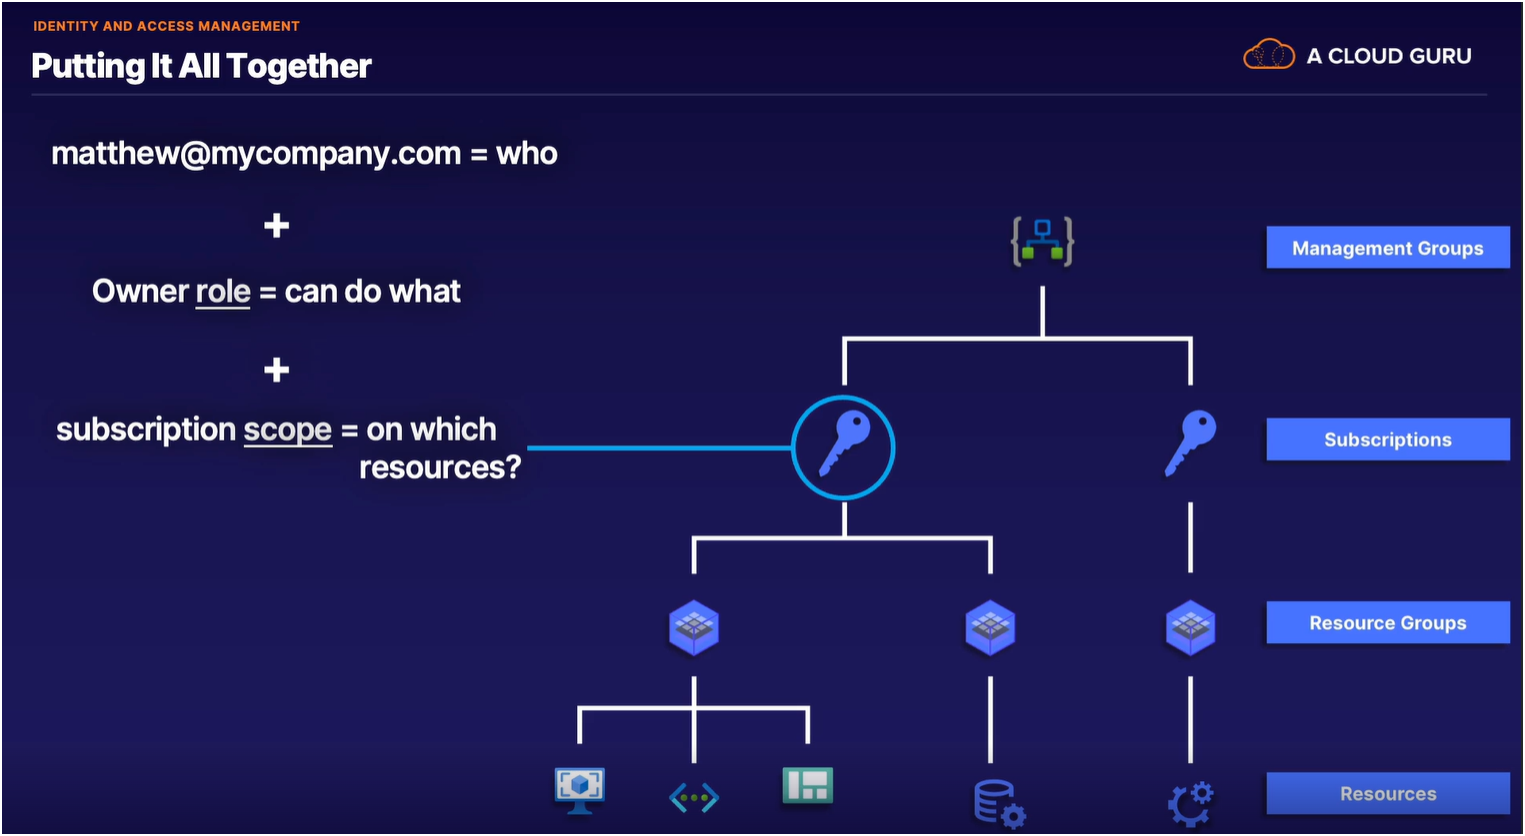 IDENTITY AND ACCESS MANAGEMENT
Putting It All Together
A CLOUD GURU
matthew@mycompany.com = who
+
Owner role = can do what
+
subscription scope = on which
resources?
Management Groups
Subscriptions
Resource Groups
Resources